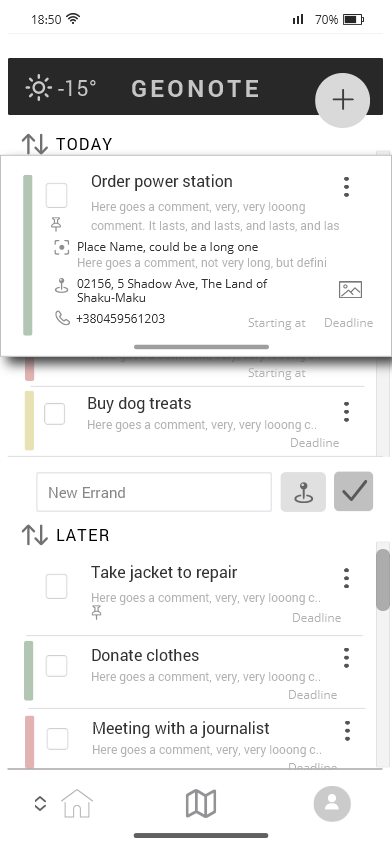 18:50
70%
-15°
GEONOTE
TODAY
Order power station
Here goes a comment, very, very looong
comment. It lasts, and lasts, and lasts, and las
Place Name, could be a long one
Here goes a comment, not very long, but defini
02156, 5 Shadow Ave, The Land of
Shaku-Maku
+380459561203
Starting at
Deadline
Starting at
Buy dog treats
Here goes a comment, very, very looong c..
Deadline
New Errand
LATER
Take jacket to repair
Here goes a comment, very, very looong c..
Deadline
Donate clothes
Here goes a comment, very, very looong c..
Deadline
Meeting with a journalist
Here goes a comment, very, very looong c..
Deadline